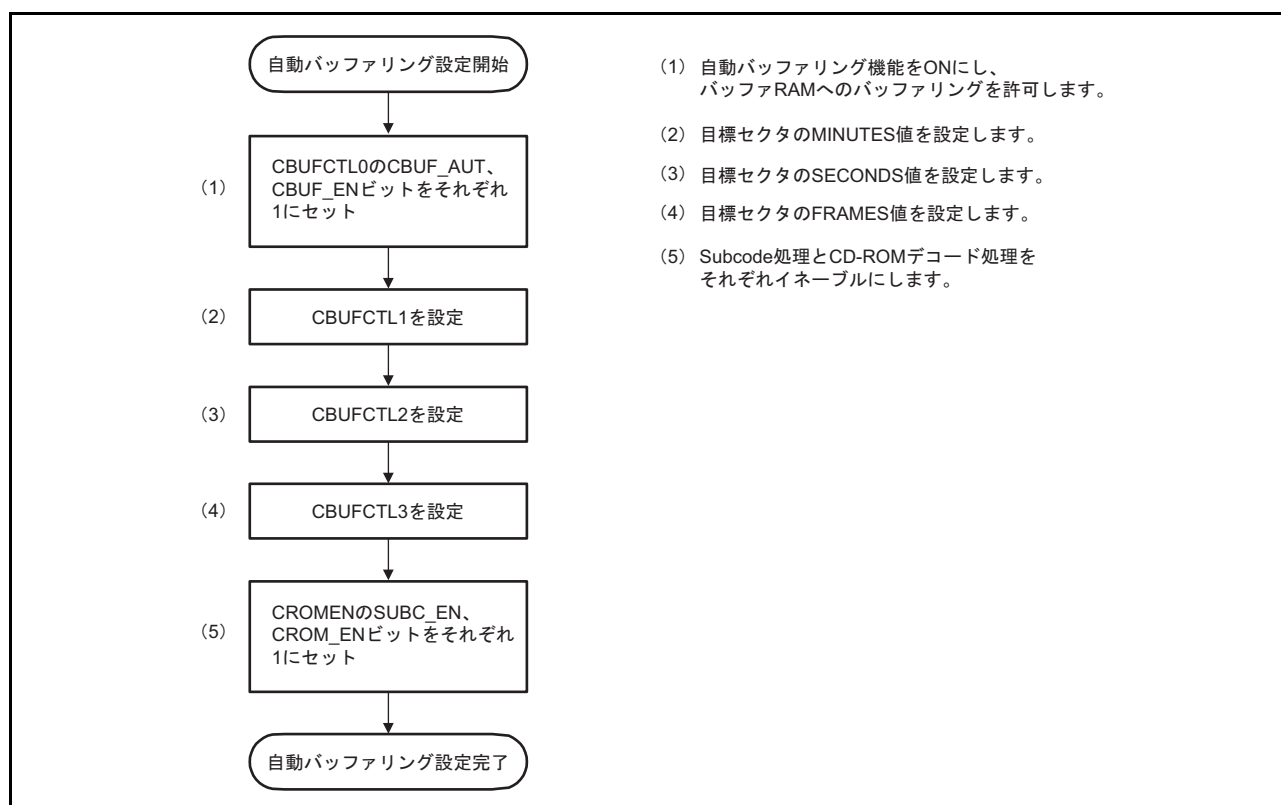 自動バッファリング設定開始
(1)
CBUFCTL0のCBUF_AUT、
CBUF_ENビットをそれぞれ
1にセット
(2)
CBUFCTL1を設定
(3)
CBUFCTL2を設定
(4)
CBUFCTL3を設定
(5)
CROMENのSUBC_EN、
CROM_ENビットをそれぞれ
1にセット
自動バッファリング設定完了
(1) 自動バッファリング機能をONにし、
バッファRAMへのバッファリングを許可します。
(2) 目標セクタのMINUTES値を設定します。
(3) 目標セクタのSECONDS値を設定します。
(4) 目標セクタのFRAMES値を設定します。
(5) Subcode処理とCD-ROMデコード処理を
それぞれイネーブルにします。